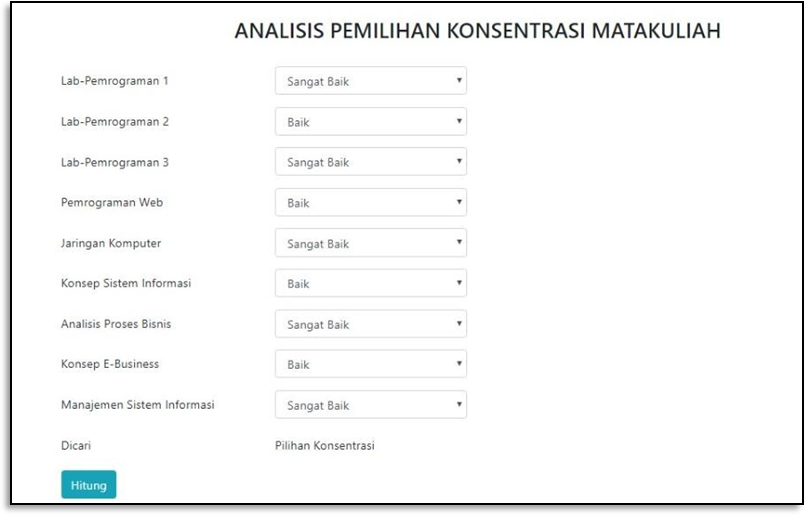 ANALISIS PEMILIHAN KONSENTRASI MATAKULIAH
Lab-Pemrograman 1 Sangat Baik
Lab-Pemrograman 2 Baik
Lab-Pemrograman 3 Sangat Baik
Pemrograman Web Baik
Jaringan Komputer Sangat Baik
Konsep Sistem Informasi Baik
Analisis Proses Bisnis Sangat Baik
Konsep E-Business Baik
Manajemen Sistem Informasi Sangat Baik
Dicari Pilihan Konsentrasi
Hitung